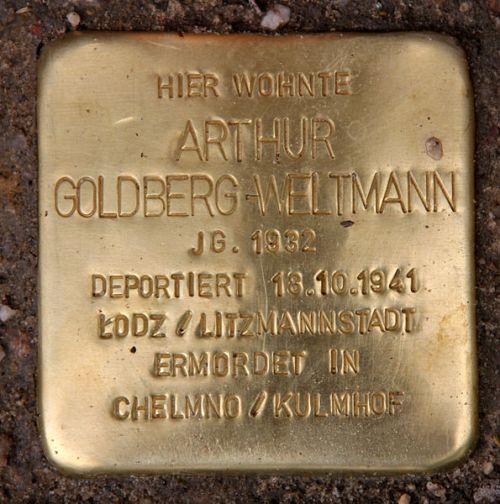 HIER WOHNTE
ARTHUR
GOLDBERG-WELTMANN
JG. 1932
DEPORTIERT 18.10.1941
ŁODZ / LITZMANNSTADT
ERMORDET IN
CHELMNO / KULMHOF